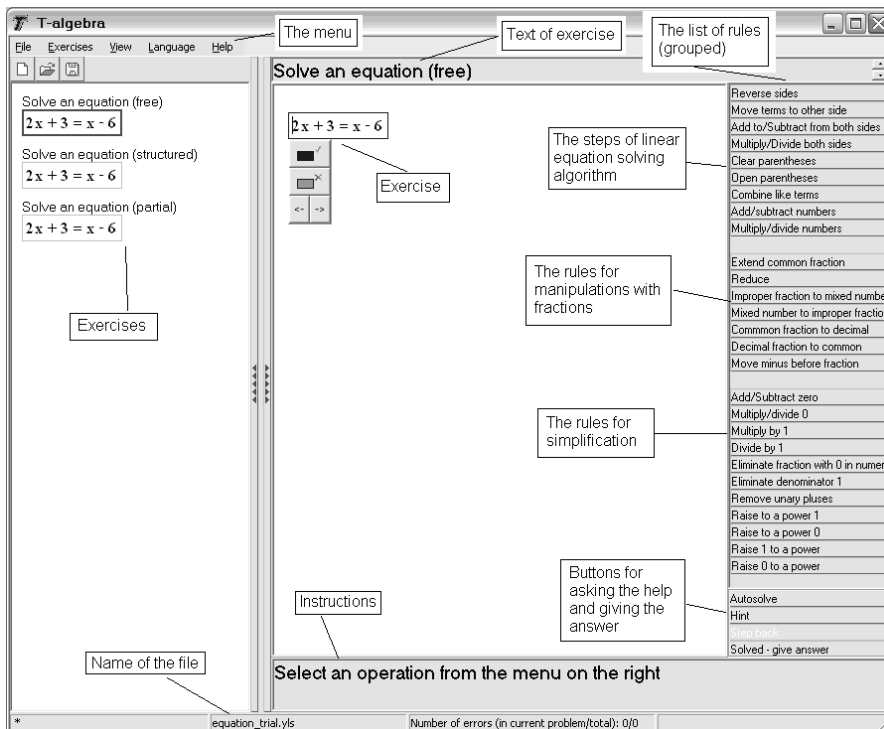 T-algebra
File Exercises View Language Help
The menu
Text of exercise
The list of rules
(grouped)
Solve an equation (free)
Solve an equation (free)
2x + 3 = x - 6
Solve an equation (structured)
2x + 3 = x - 6
Solve an equation (partial)
2x + 3 = x - 6
Exercises
2x + 3 = x - 6
<- ->
Exercise
The steps of linear
equation solving
algorithm
The rules for
manipulations with
fractions
The rules for
simplification
Buttons for
asking the help
and giving the
answer
Reverse sides
Move terms to other side
Add to/Subtract from both sides
Multiply/Divide both sides
Clear parentheses
Open parentheses
Combine like terms
Add/subtract numbers
Multiply/divide numbers
Extend common fraction
Reduce
Improper fraction to mixed numbe
Mixed number to improper fractio
Commmon fraction to decimal
Decimal fraction to common
Move minus before fraction
Add/Subtract zero
Multiply/divide 0
Multiply by 1
Divide by 1
Eliminate fraction with 0 in numer
Eliminate denominator 1
Remove unary pluses
Raise to a power 1
Raise to a power 0
Raise 1 to a power
Raise 0 to a power
Autosolve
Hint
Step back
Solved - give answer
Instructions
Name of the file
Select an operation from the menu on the right
* equation_trial.yls Number of errors (in current problem/total): 0/0